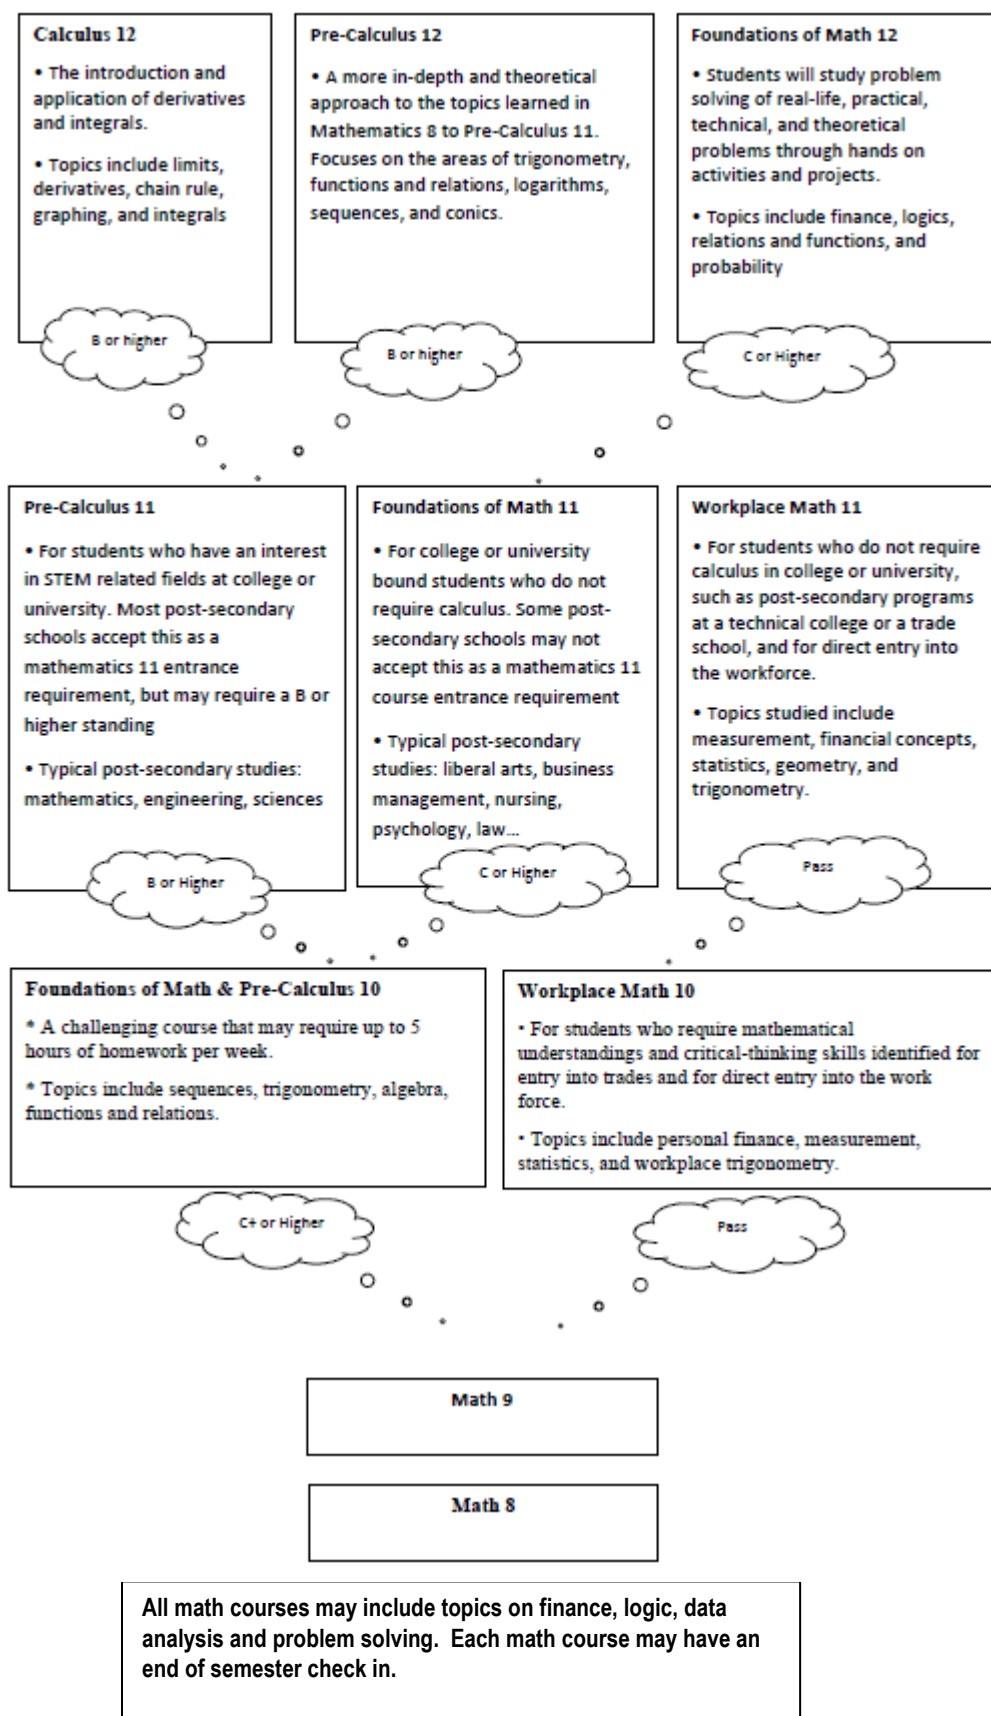 Calculus 12
• The introduction and
application of derivatives
and integrals.
• Topics include limits,
derivatives, chain rule,
graphing, and integrals
B or higher
Pre-Calculus 12
• A more in-depth and theoretical
approach to the topics learned in
Mathematics 8 to Pre-Calculus 11.
Focuses on the areas of trigonometry,
functions and relations, logarithms,
sequences, and conics.
B or higher
Foundations of Math 12
• Students will study problem
solving of real-life, practical,
technical, and theoretical
problems through hands on
activities and projects.
• Topics include finance, logics,
relations and functions, and
probability
C or Higher
Pre-Calculus 11
• For students who have an interest
in STEM related fields at college or
university. Most post-secondary
schools accept this as a
mathematics 11 entrance
requirement, but may require a B or
higher standing
• Typical post-secondary studies:
mathematics, engineering, sciences
B or Higher
Foundations of Math 11
• For college or university
bound students who do not
require calculus. Some post-
secondary schools may not
accept this as a mathematics 11
course entrance requirement
• Typical post-secondary
studies: liberal arts, business
management, nursing,
psychology, law...
C or Higher
Workplace Math 11
• For students who do not require
calculus in college or university,
such as post-secondary programs
at a technical college or a trade
school, and for direct entry into
the workforce.
• Topics studied include
measurement, financial concepts,
statistics, geometry, and
trigonometry.
Pass
Foundations of Math & Pre-Calculus 10
* A challenging course that may require up to 5
hours of homework per week.
* Topics include sequences, trigonometry, algebra,
functions and relations.
C+ or Higher
Workplace Math 10
• For students who require mathematical
understandings and critical-thinking skills identified for
entry into trades and for direct entry into the work
force.
• Topics include personal finance, measurement,
statistics, and workplace trigonometry.
Pass
Math 9
Math 8
All math courses may include topics on finance, logic, data
analysis and problem solving. Each math course may have an
end of semester check in.